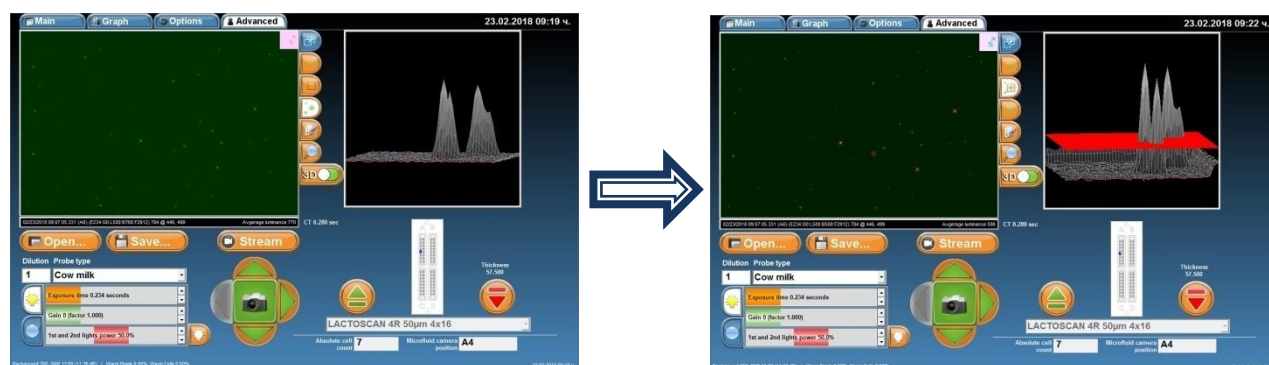 Main Graph Options Advanced 23.02.2018 09:19 ч.
3D
CT 0.280 sec
Open... Save... Stream
Dilution Probe type
1 Cow milk
Thickness
57.500
Exposure time 0.234 seconds
Gain 0 (factor 1.000)
1st and 2nd lights power 50.0%
LACTOSCAN 4R 50µm 4x16
Absolute cell count 7
Microfluid camera position A4
Main Graph Options Advanced 23.02.2018 09:22 ч.
3D
CT 0.280 sec
Open... Save... Stream
Dilution Probe type
1 Cow milk
Thickness
57.500
Exposure time 0.234 seconds
Gain 0 (factor 1.000)
1st and 2nd lights power 50.0%
LACTOSCAN 4R 50µm 4x16
Absolute cell count 7
Microfluid camera position A4